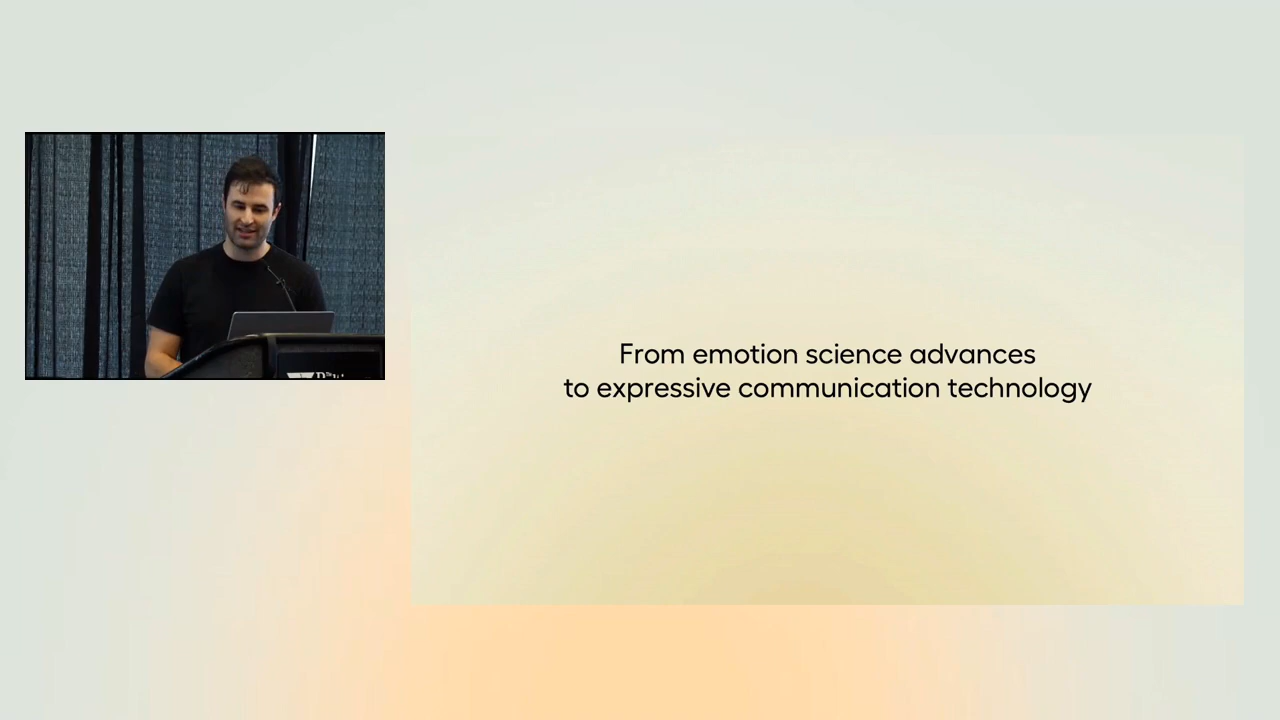 From emotion science advances
to expressive communication technology